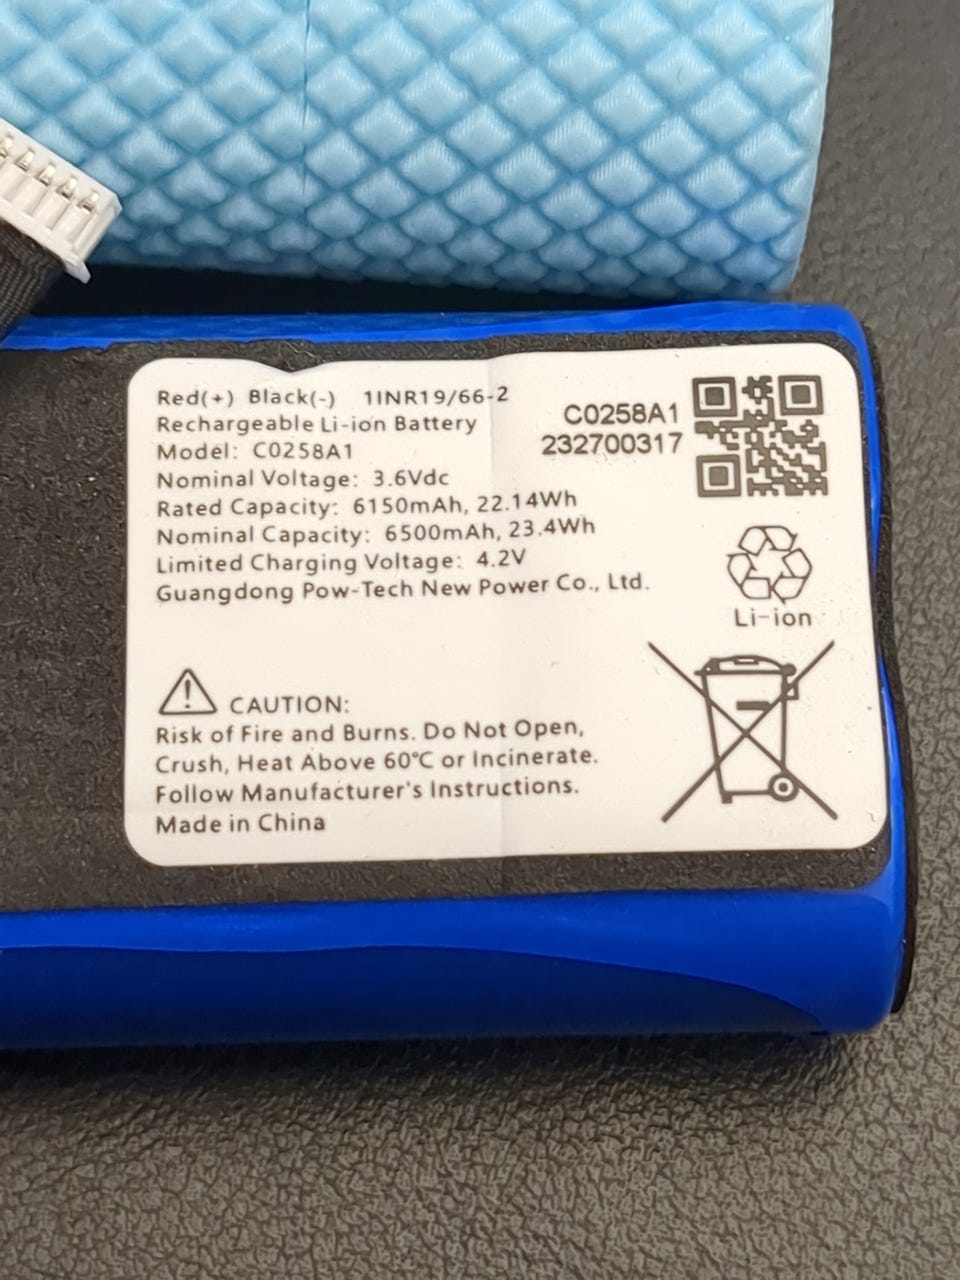 Red(+) Black(-) 1INR19/66-2
Rechargeable Li-ion Battery
Model: C0258A1
Nominal Voltage: 3.6Vdc
Rated Capacity: 6150mAh, 22.14Wh
Nominal Capacity: 6500mAh, 23.4Wh
Limited Charging Voltage: 4.2V
Guangdong Pow-Tech New Power Co., Ltd.
C0258A1
232700317
Li-ion
CAUTION:
Risk of Fire and Burns. Do Not Open,
Crush, Heat Above 60℃ or Incinerate.
Follow Manufacturer's Instructions.
Made in China